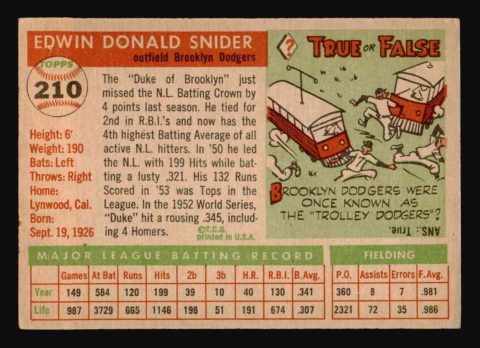 EDWIN DONALD SNIDER
outfield Brooklyn Dodgers
TOPPS
210
Height: 6'
Weight: 190
Bats: Left
Throws: Right
Home:
Lynwood, Cal.
Born:
Sept. 19, 1926
The "Duke of Brooklyn" just
missed the N.L. Batting Crown by
4 points last season. He tied for
2nd in R.B.I.'s and now has the
4th highest Batting Average of all
active N.L. hitters. In '50 he led
the N.L. with 199 Hits while bat-
ting a lusty .321. His 132 Runs
Scored in '53 was Tops in the
League. In the 1952 World Series,
"Duke" hit a rousing .345, includ-
ing 4 Homers.
©T.C.G.
printed in U.S.A.
? TRUE OR FALSE
BROOKLYN DODGERS WERE
ONCE KNOWN AS
THE "TROLLEY DODGERS"?
ANS.: True.
MAJOR LEAGUE BATTING RECORD FIELDING
Games At Bat Runs Hits 2b 3b H.R. R.B.I. B.Avg. P.O. Assists Errors F.Avg.
Year 149 584 120 199 39 10 40 130 .341 360 8 7 .981
Life 987 3729 665 1146 196 51 191 674 .307 2321 72 35 .986